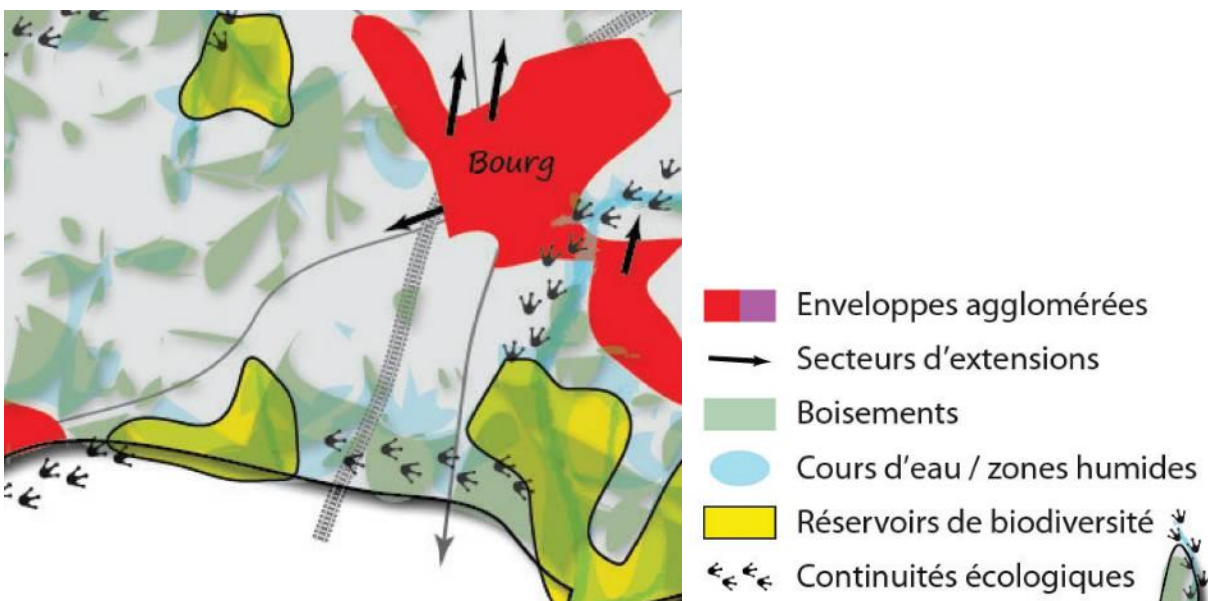 Bourg
Enveloppes agglomérées
Secteurs d'extensions
Boisements
Cours d'eau / zones humides
Réservoirs de biodiversité
Continuités écologiques